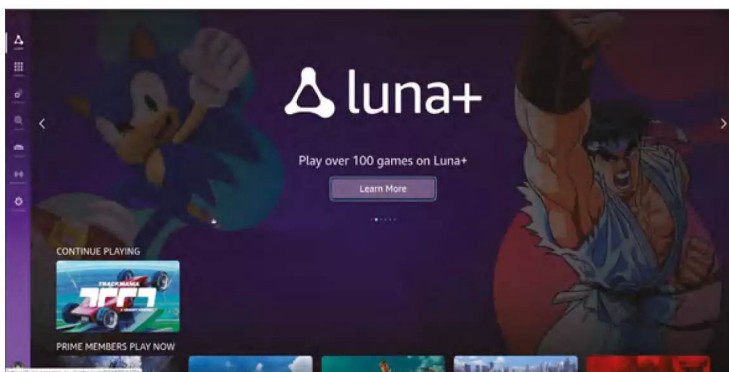 luna+
Play over 100 games on Luna+
Learn More
CONTINUE PLAYING
TRACKMANIA
PRIME MEMBERS PLAY NOW